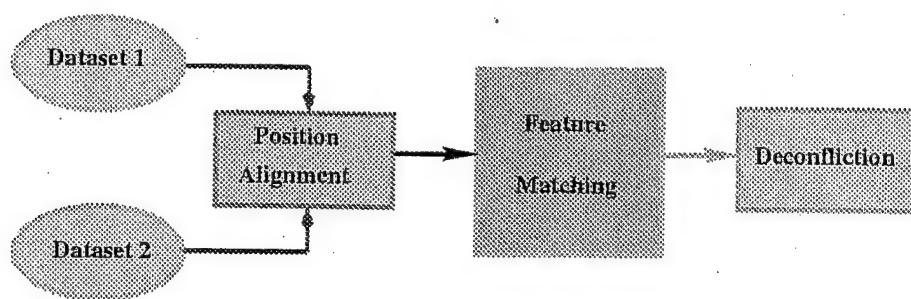 Dataset 1
Position
Alignment
Feature
Matching
Deconfliction
Dataset 2